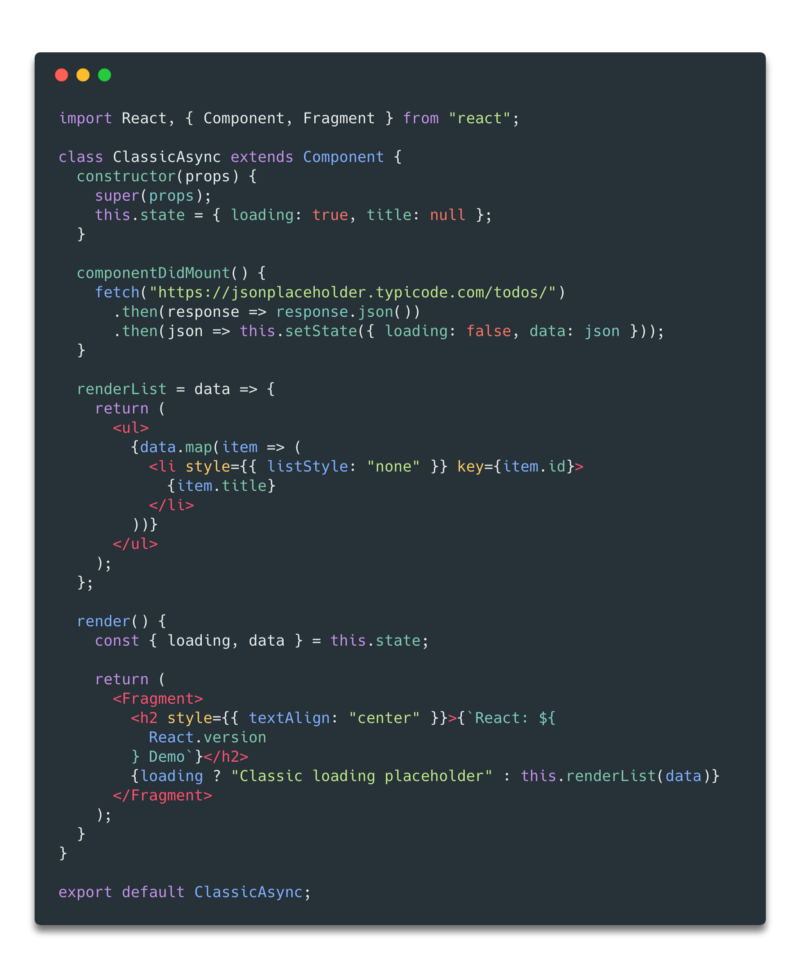 import React, { Component, Fragment } from "react";

class ClassicAsync extends Component {
  constructor(props) {
    super(props);
    this.state = { loading: true, title: null };
  }

  componentDidMount() {
    fetch("https://jsonplaceholder.typicode.com/todos/")
      .then(response => response.json())
      .then(json => this.setState({ loading: false, data: json }));
  }

  renderList = data => {
    return (
      <ul>
        {data.map(item => (
          <li style={{ listStyle: "none" }} key={item.id}>
            {item.title}
          </li>
        ))}
      </ul>
    );
  };

  render() {
    const { loading, data } = this.state;

    return (
      <Fragment>
        <h2 style={{ textAlign: "center" }}>{`React: ${
          React.version
        } Demo`}</h2>
        {loading ? "Classic loading placeholder" : this.renderList(data)}
      </Fragment>
    );
  }
}

export default ClassicAsync;